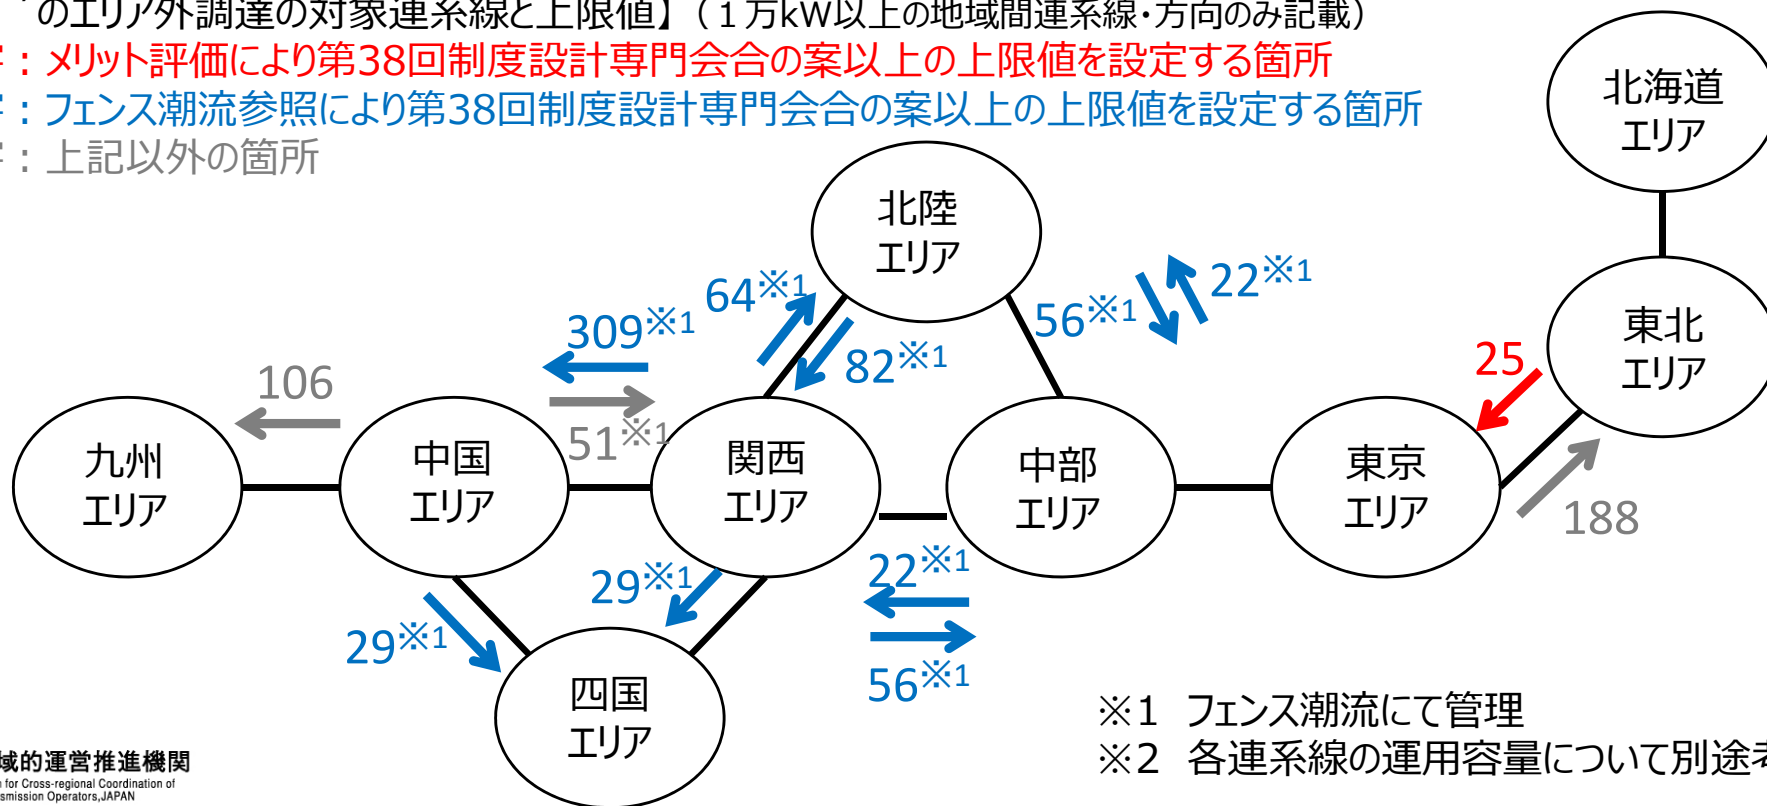 のエリア外調達の対象連系線と上限値】(１万kW以上の地域間連系線・方向のみ記載)
：メリット評価により第38回制度設計専門会合の案以上の上限値を設定する箇所
：フェンス潮流参照により第38回制度設計専門会合の案以上の上限値を設定する箇所
：上記以外の箇所
北海道
エリア
北陸
エリア
64※1
82※1
56※1
22※1
309※1
51※1
106
25
東北
エリア
188
九州
エリア
中国
エリア
関西
エリア
中部
エリア
東京
エリア
29※1
29※1
22※1
56※1
四国
エリア
※1 フェンス潮流にて管理
※2 各連系線の運用容量について別途
域的運営推進機関
for Cross-regional Coordination of
smission Operators,JAPAN